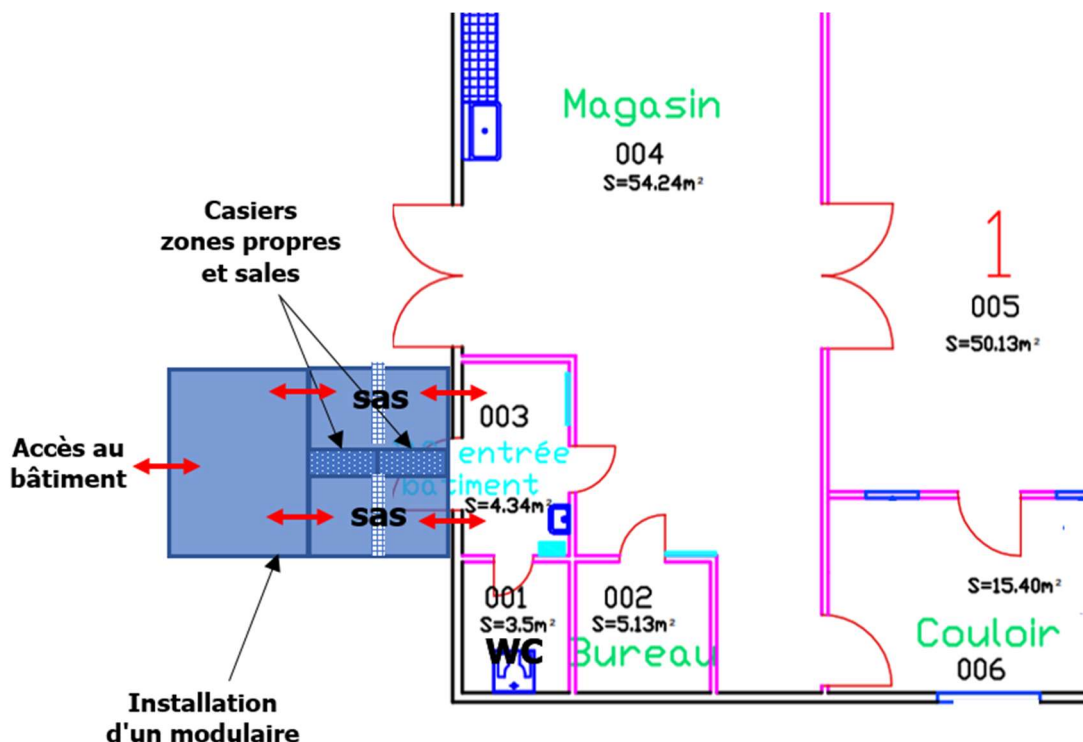 Magasin
004
S=54.24m²
Casiers
zones propres
et sales
1
005
S=50.13m²
sas
003
entrée
bâtiment
S=4.34m²
Accès au
bâtiment
sas
001
S=3.5m²
WC
002
S=5.13m²
Bureau
S=15.40m²
Couloir
006
Installation
d'un modulaire